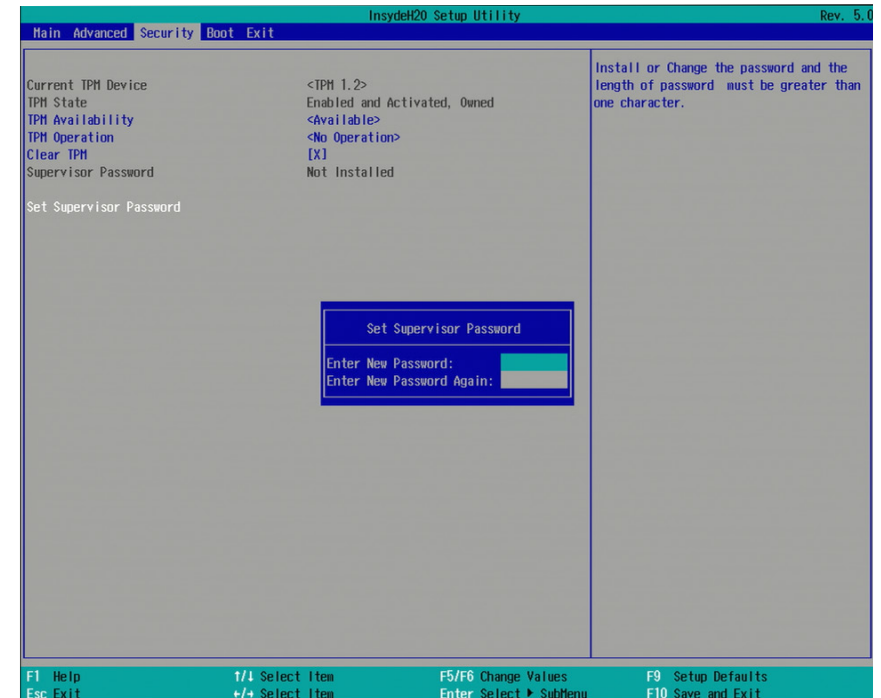 InsydeH20 Setup Utility Rev. 5.0
Main Advanced Security Boot Exit
Current TPM Device <TPM 1.2>
TPM State Enabled and Activated, Owned
TPM Availability <Available>
TPM Operation <No Operation>
Clear TPM [X]
Supervisor Password Not Installed
Set Supervisor Password
Install or Change the password and the
length of password must be greater than
one character.
Set Supervisor Password
Enter New Password:
Enter New Password Again:
F1 Help ↑/↓ Select Item F5/F6 Change Values F9 Setup Defaults
Esc Exit ←/→ Select Item Enter Select ▶ SubMenu F10 Save and Exit